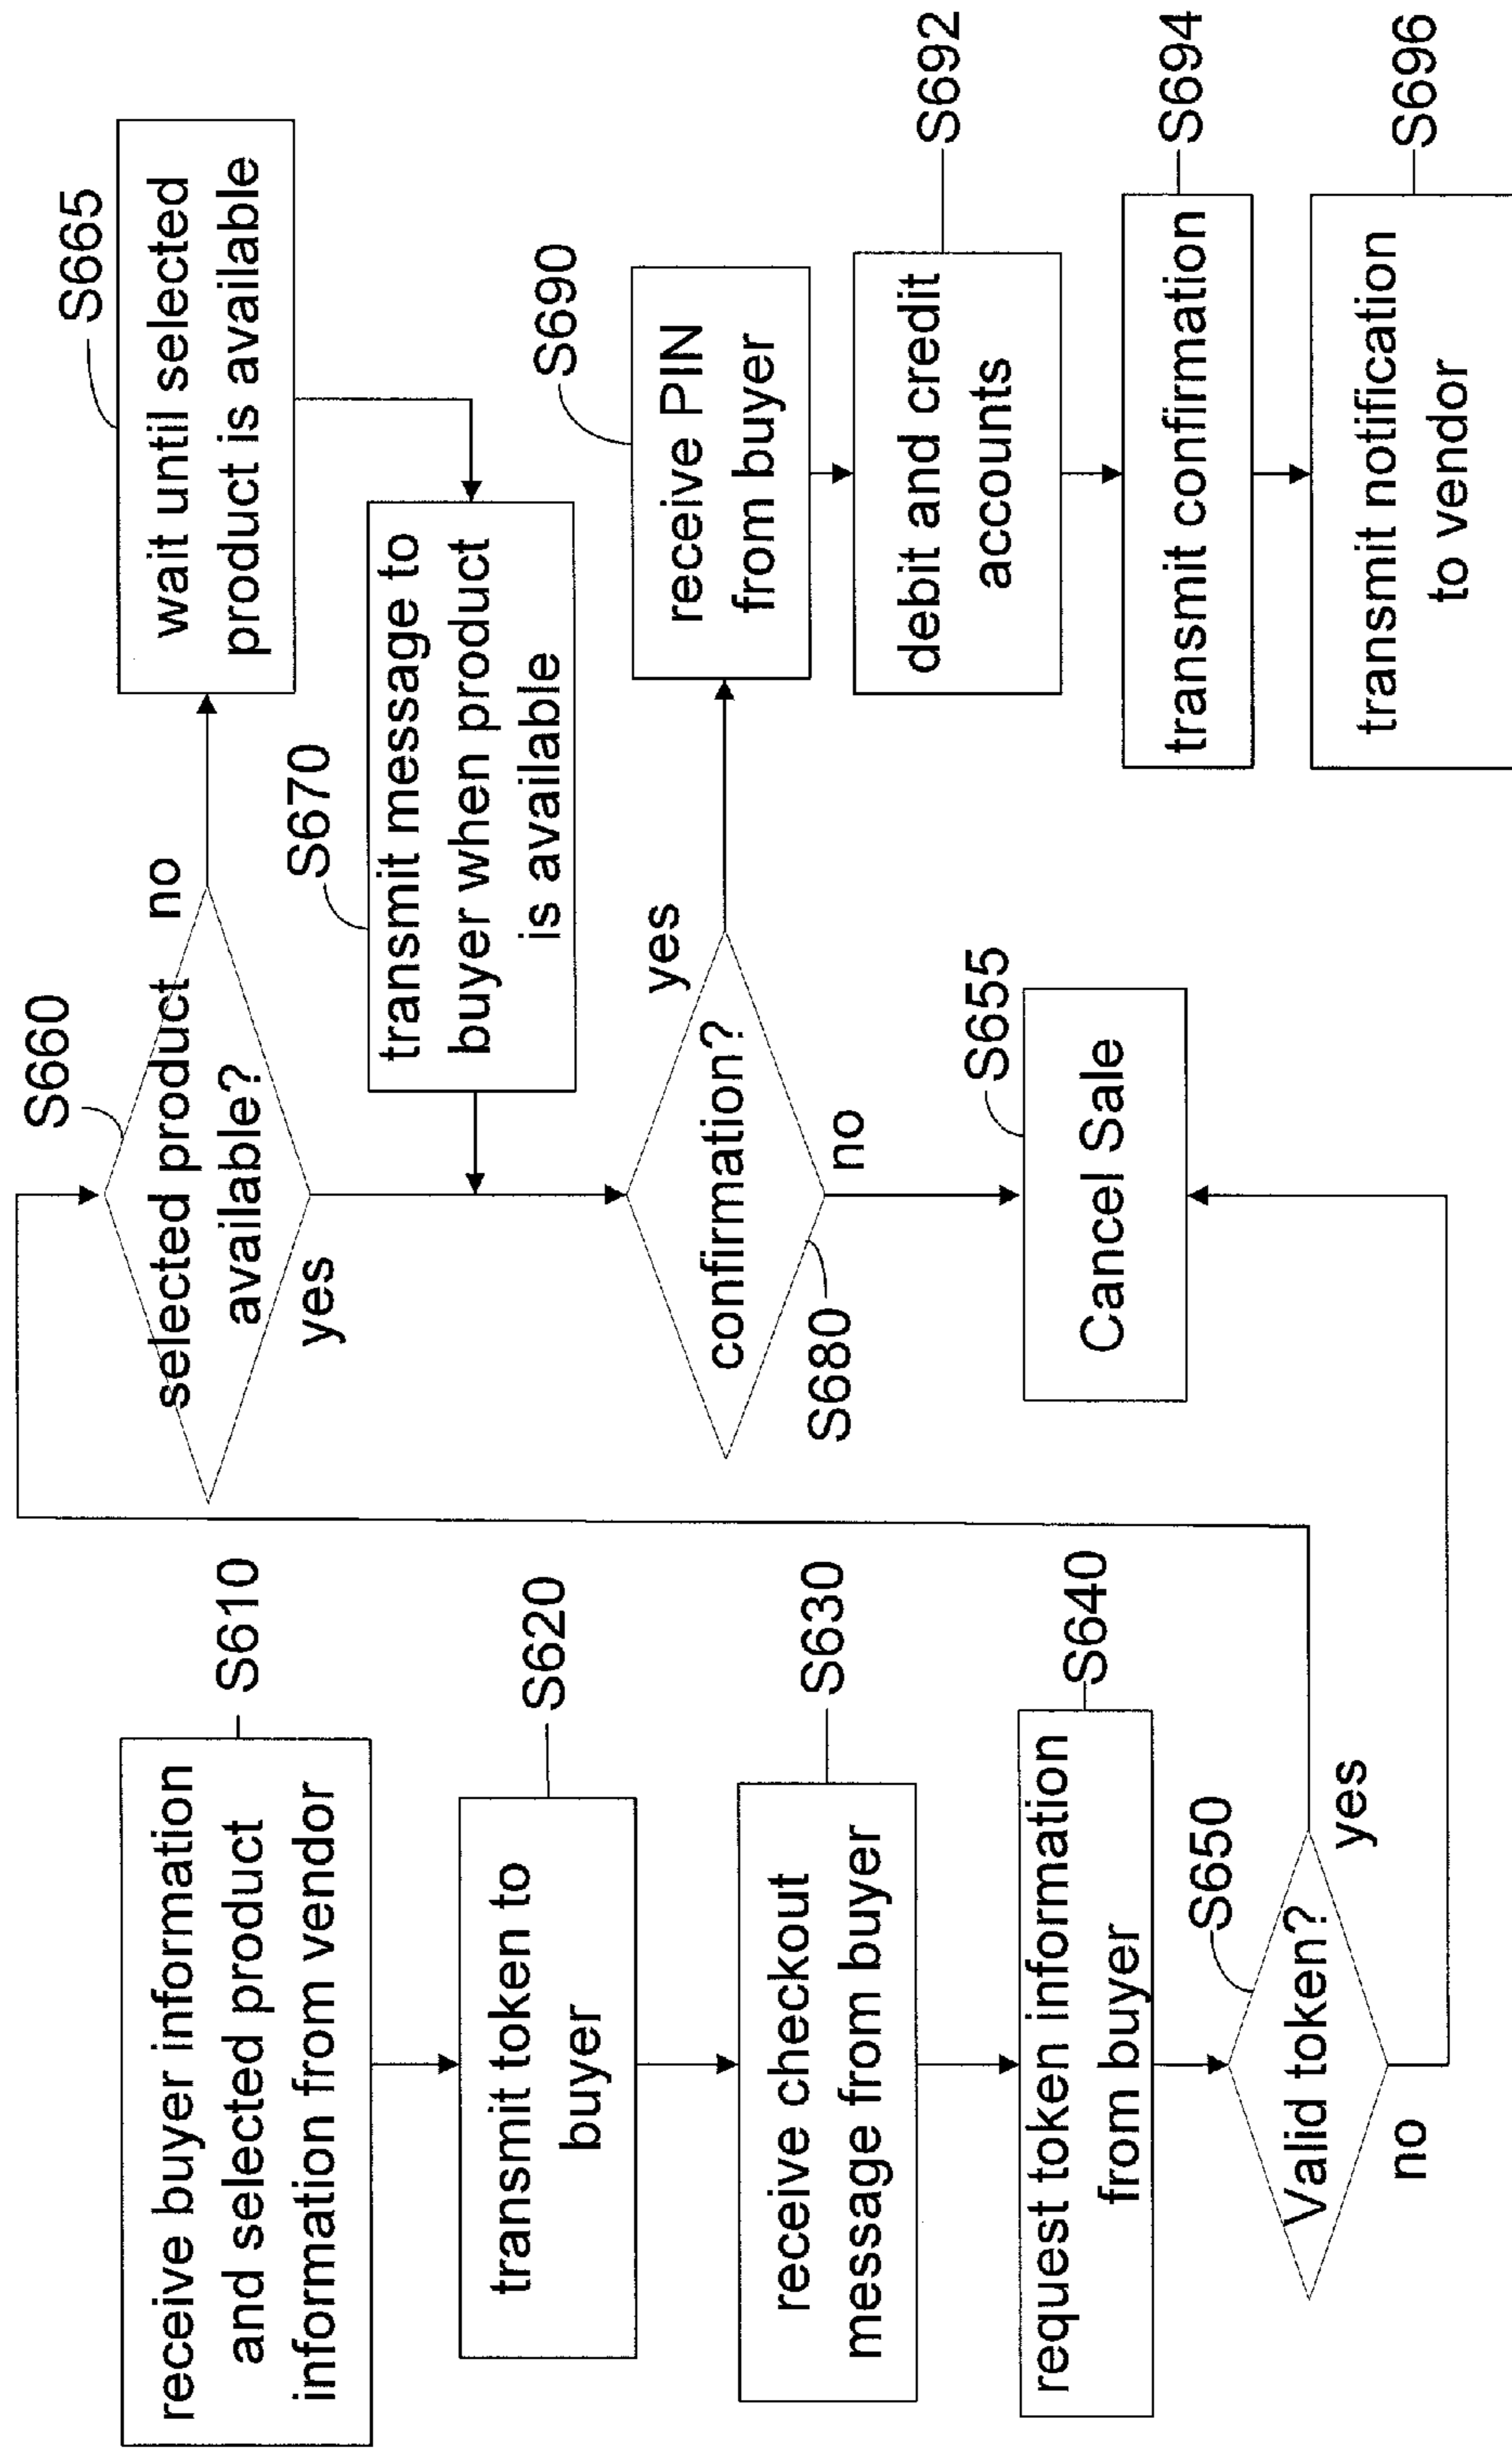 receive buyer information
and selected product
information from vendor
S610
transmit token to
buyer
S620
receive checkout
message from buyer
S630
request token information
from buyer
S640
Valid token?
S650
yes
no
S660
selected product
available?
no
yes
S665
wait until selected
product is available
S670
transmit message to
buyer when product
is available
confirmation?
S680
yes
no
S655
Cancel Sale
S690
receive PIN
from buyer
debit and credit
accounts
S692
transmit confirmation
S694
transmit notification
to vendor
S696